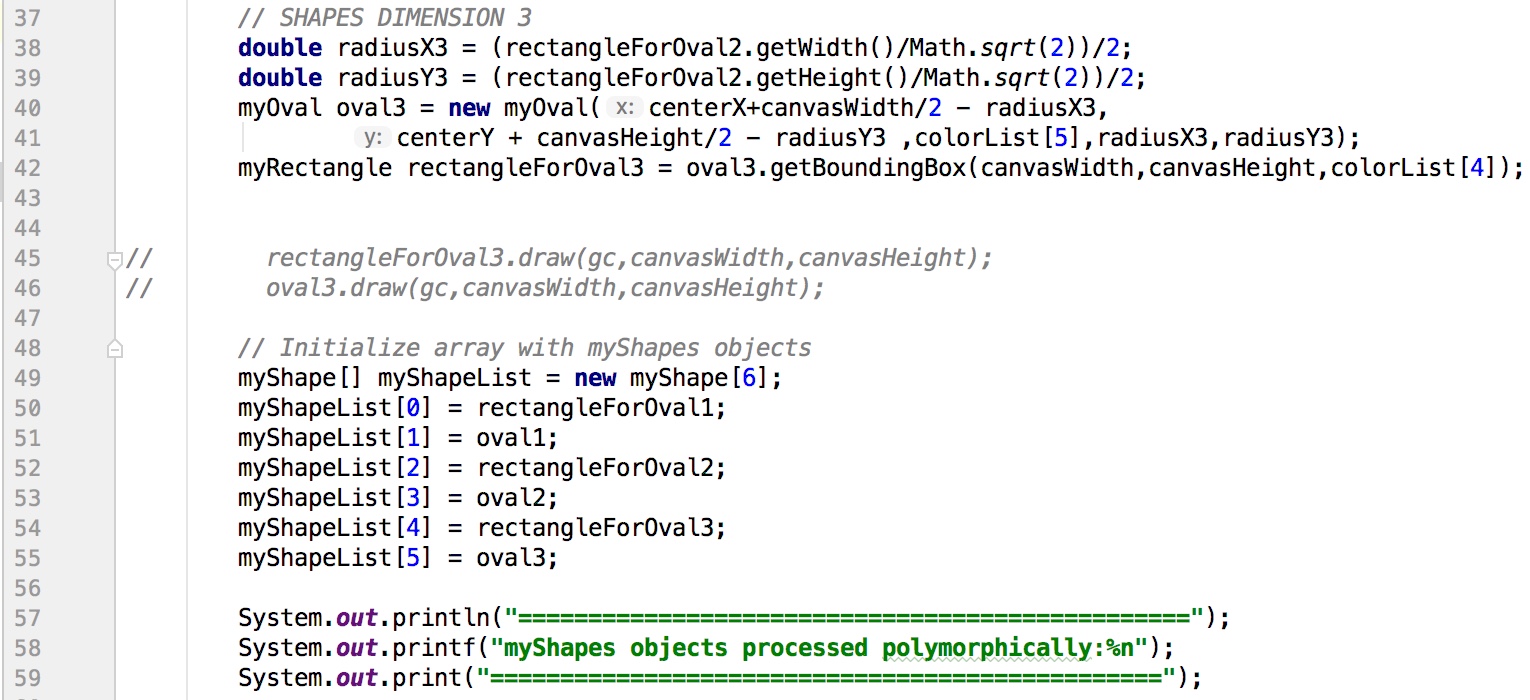 37 // SHAPES DIMENSION 3
38 double radiusX3 = (rectangleForOval2.getWidth()/Math.sqrt(2))/2;
39 double radiusY3 = (rectangleForOval2.getHeight()/Math.sqrt(2))/2;
40 myOval oval3 = new myOval( x: centerX+canvasWidth/2 - radiusX3,
41 y: centerY + canvasHeight/2 - radiusY3 ,colorList[5],radiusX3,radiusY3);
42 myRectangle rectangleForOval3 = oval3.getBoundingBox(canvasWidth,canvasHeight,colorList[4]);
43
44
45 // rectangleForOval3.draw(gc,canvasWidth,canvasHeight);
46 // oval3.draw(gc,canvasWidth,canvasHeight);
47
48 // Initialize array with myShapes objects
49 myShape[] myShapeList = new myShape[6];
50 myShapeList[0] = rectangleForOval1;
51 myShapeList[1] = oval1;
52 myShapeList[2] = rectangleForOval2;
53 myShapeList[3] = oval2;
54 myShapeList[4] = rectangleForOval3;
55 myShapeList[5] = oval3;
56
57 System.out.println("================================================");
58 System.out.printf("myShapes objects processed polymorphically:%n");
59 System.out.print("================================================");